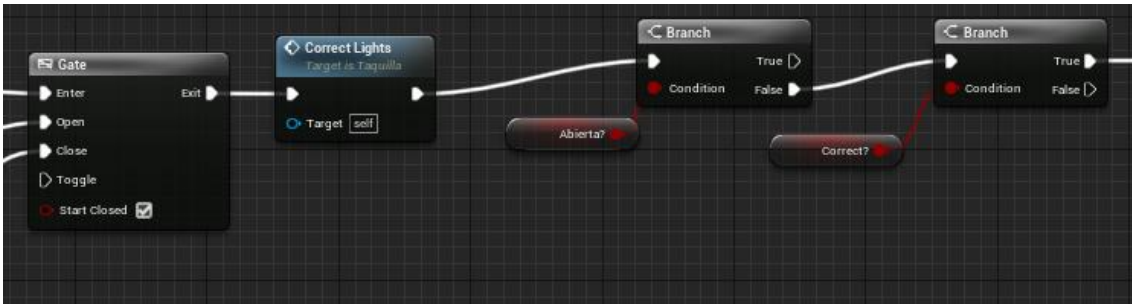 Gate
Enter
Exit
Open
Close
Toggle
Start Closed
Correct Lights
Target is Taquilla
Target self
Branch
True
Condition
False
Abierta?
Branch
True
Condition
False
Correct?